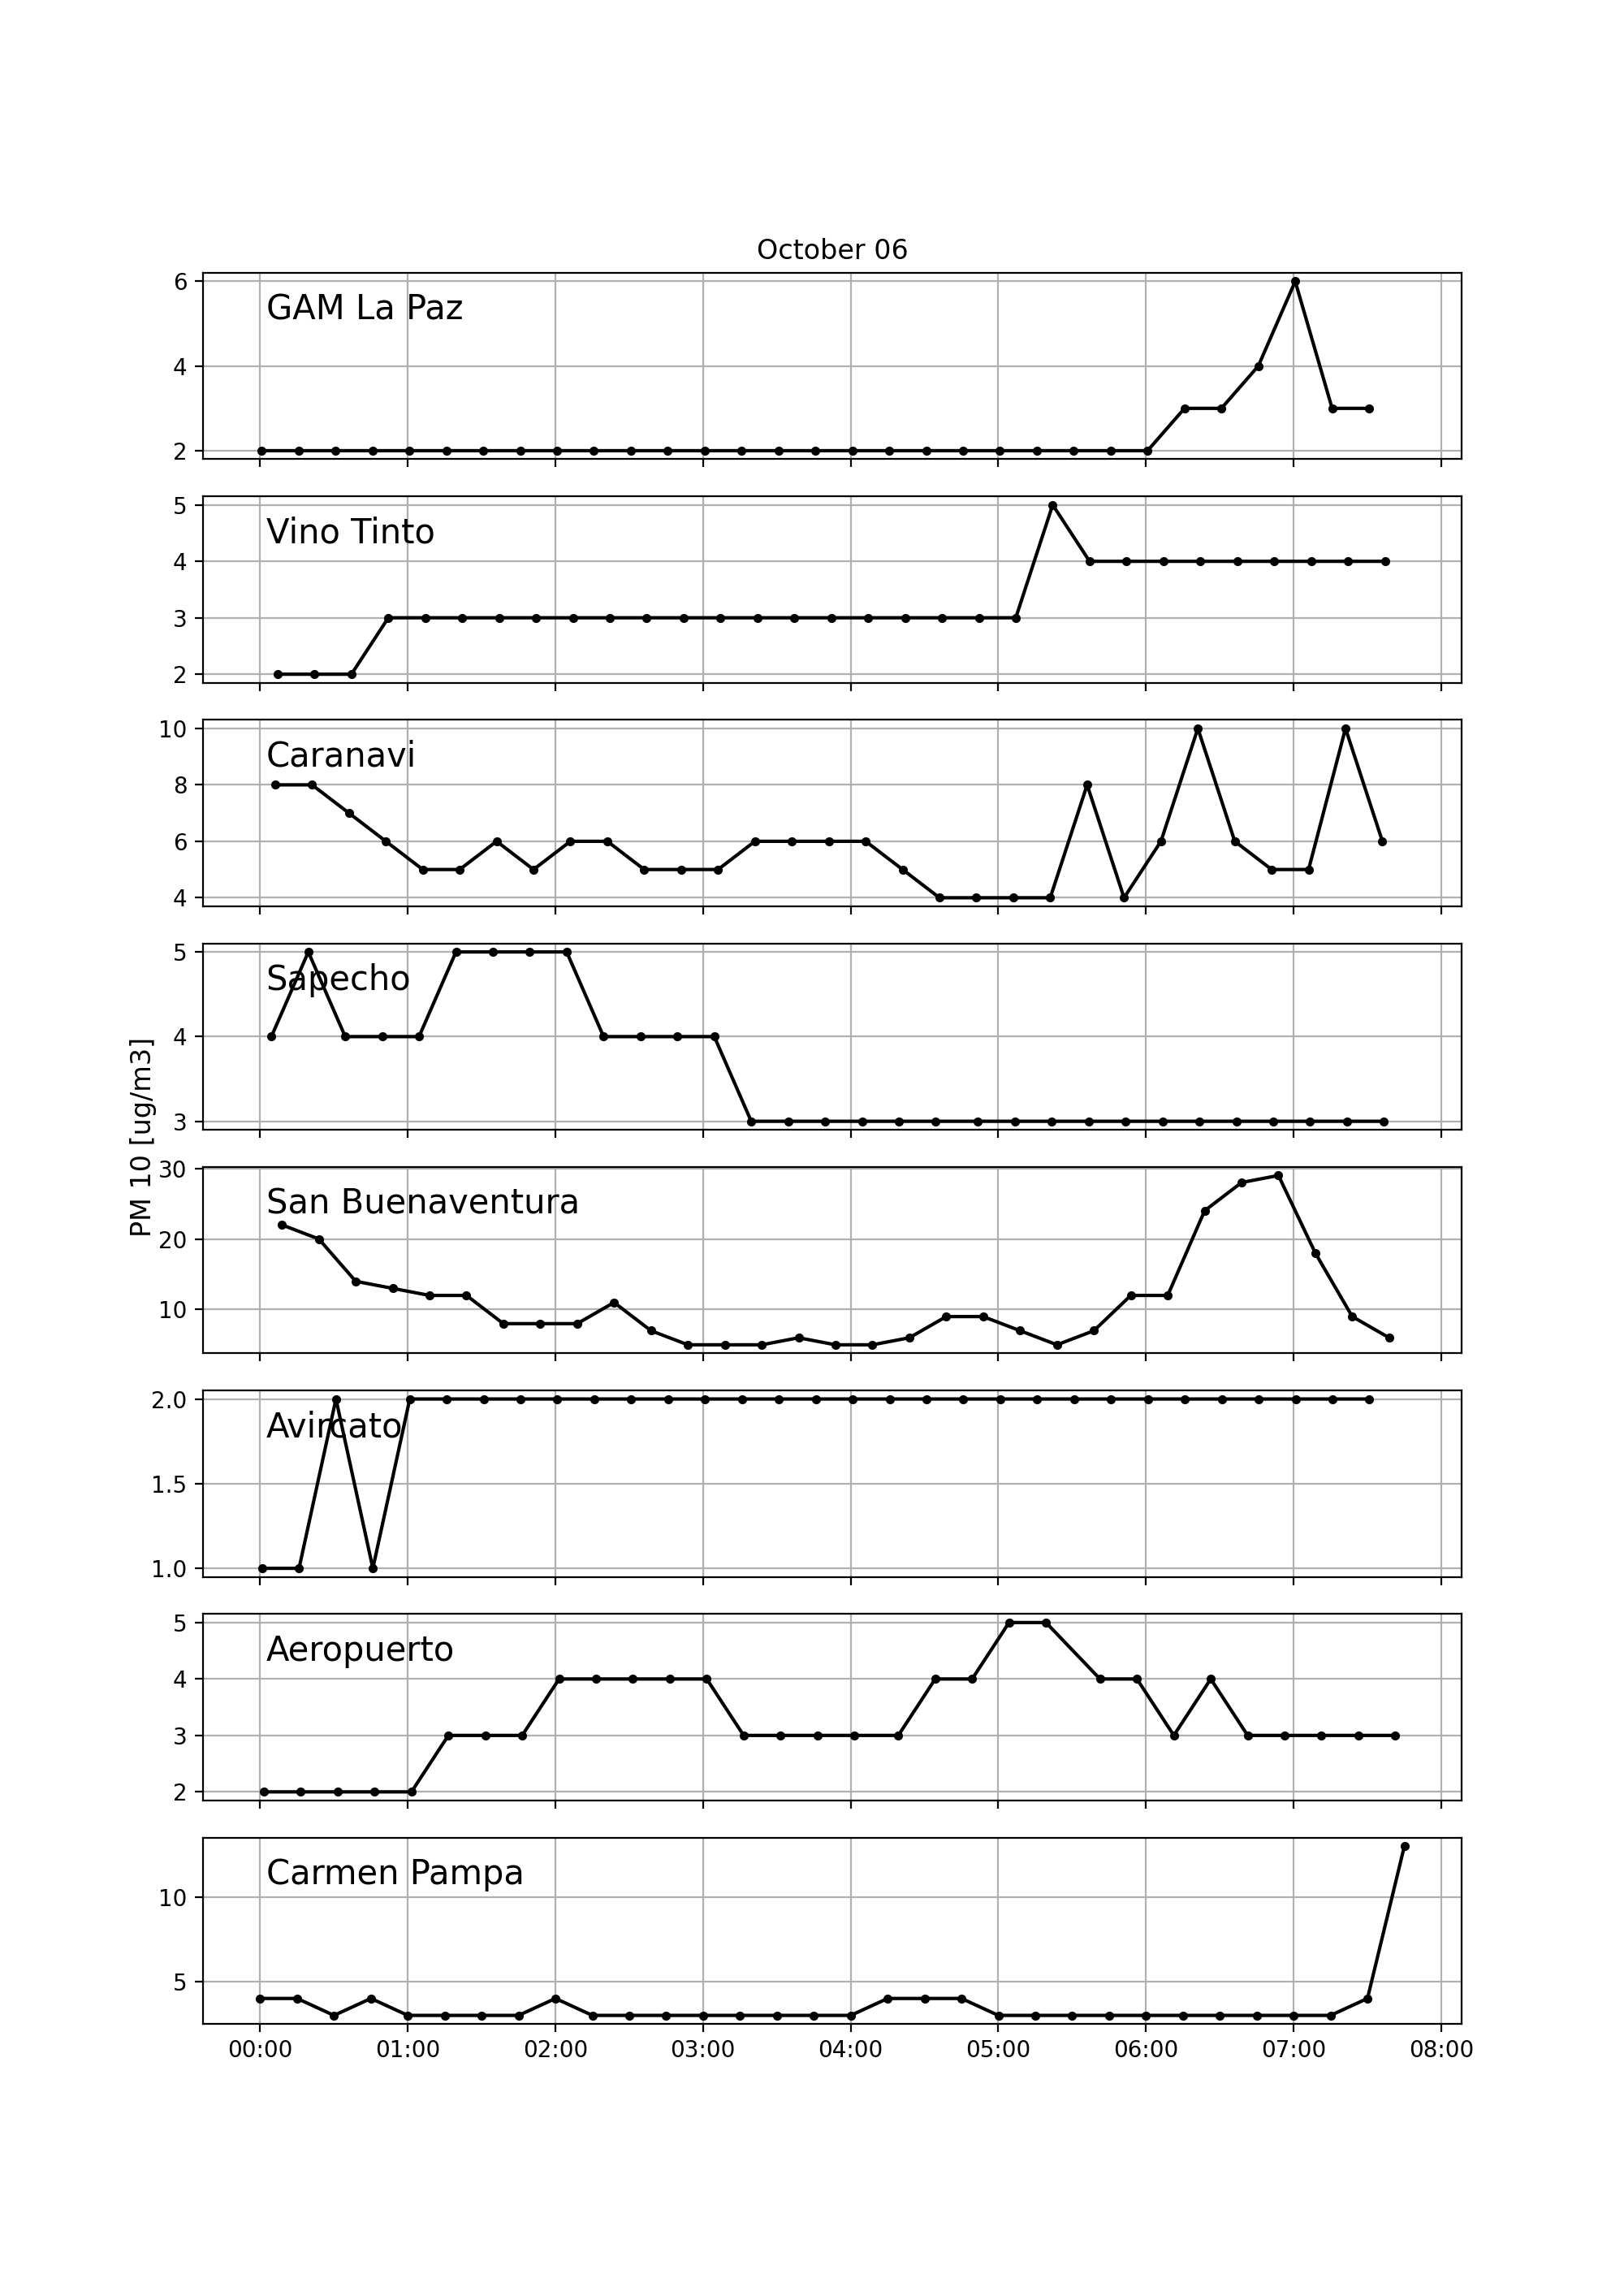 October 06
6
GAM La Paz
4
2
5
Vino Tinto
4
3
2
10
Caranavi
8
6
4
5
Sapecho
4
3
PM 10 [ug/m3]
30
San Buenaventura
20
10
2.0
Avircato
1.5
1.0
5
Aeropuerto
4
3
2
Carmen Pampa
10
5
00:00 01:00 02:00 03:00 04:00 05:00 06:00 07:00 08:00